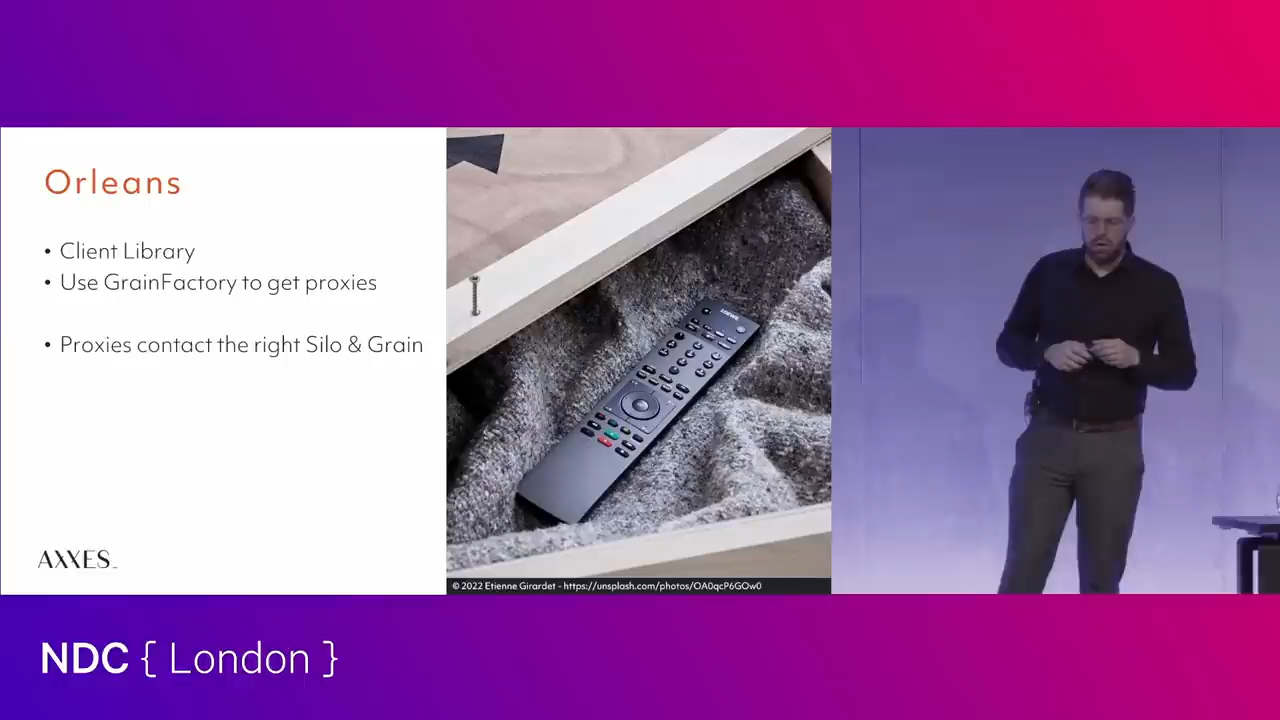 Orleans
• Client Library
• Use GrainFactory to get proxies
• Proxies contact the right Silo & Grain
AXXES_
LOEWE.
© 2022 Etienne Girardet - https://unsplash.com/photos/OA0qcP6GOw0
NDC { London }